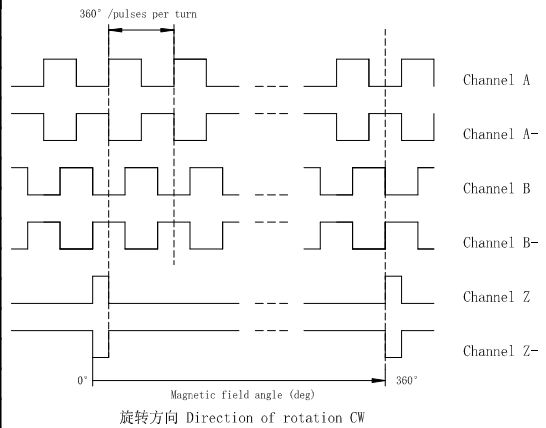 360° /pulses per turn
Channel A
Channel A-
Channel B
Channel B-
Channel Z
Channel Z-
0°
360°
Magnetic field angle (deg)
旋转方向 Direction of rotation CW